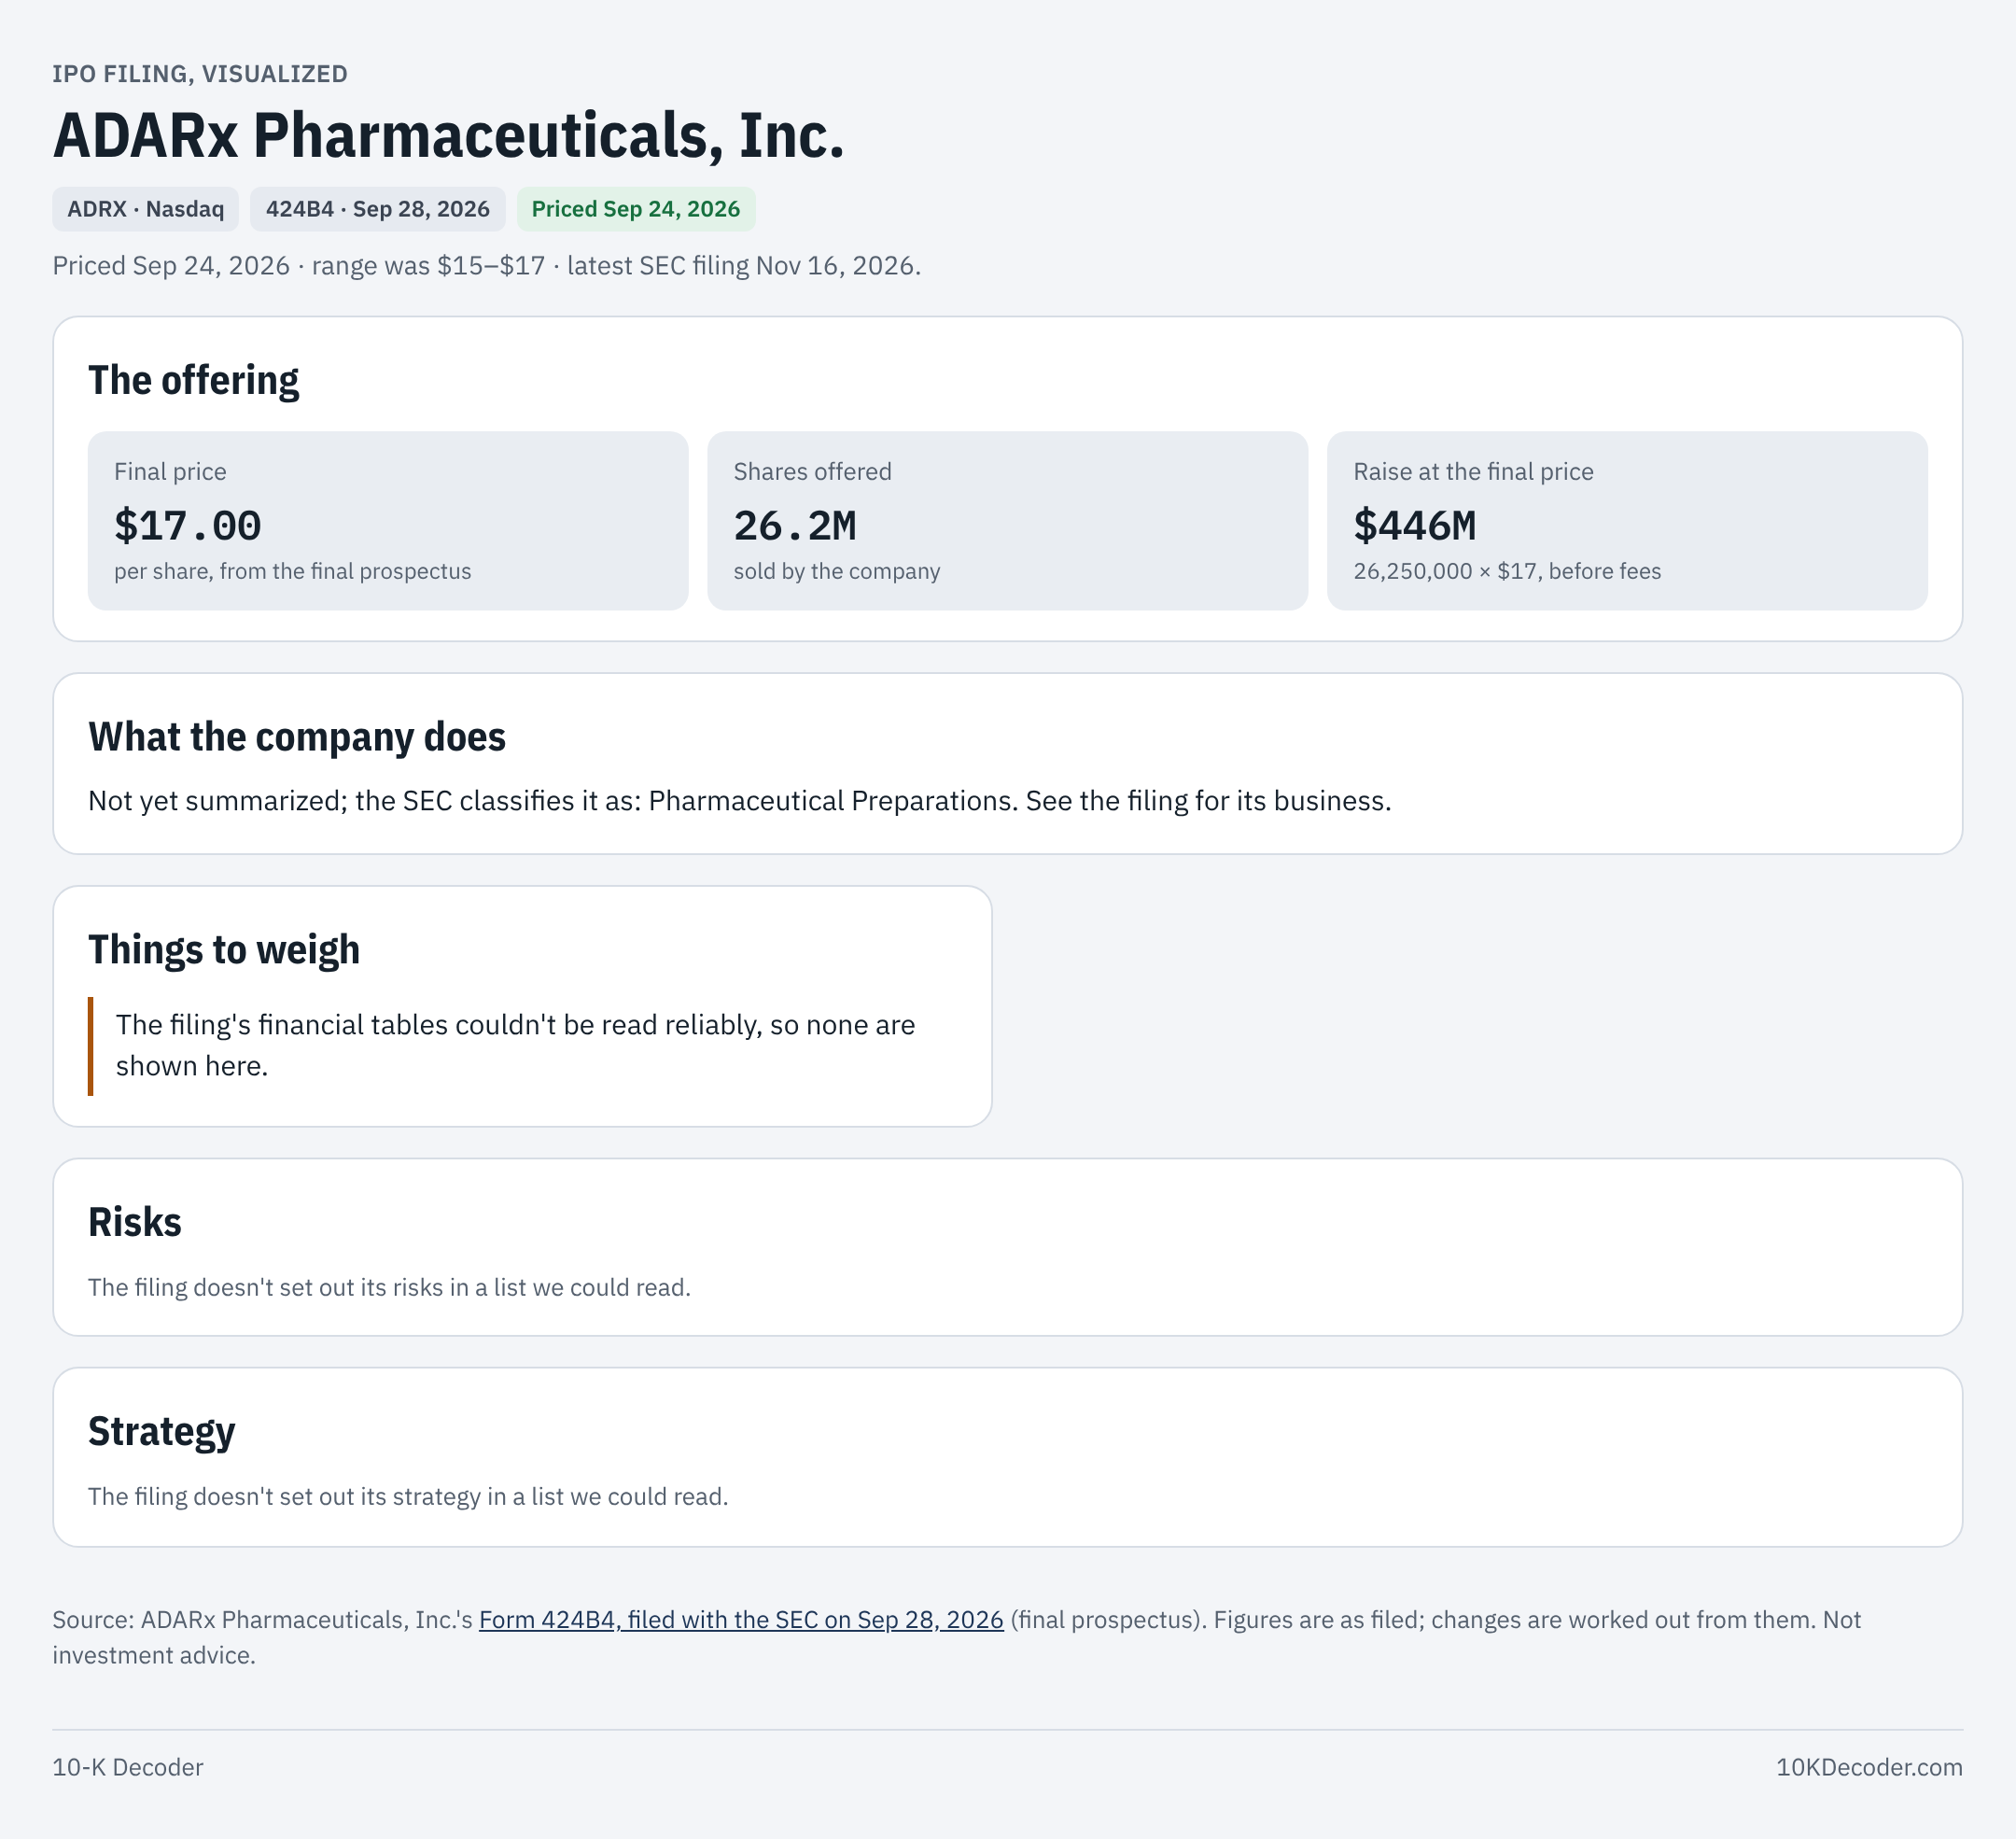 IPO FILING, VISUALIZED
ADARx Pharmaceuticals, Inc.
ADRX · Nasdaq
424B4 · Sep 28, 2026
Priced Sep 24, 2026
Priced Sep 24, 2026 · range was $15–$17 · latest SEC filing Nov 16, 2026.
The offering
Final price
$17.00
per share, from the final prospectus
Shares offered
26.2M
sold by the company
Raise at the final price
$446M
26,250,000 × $17, before fees
What the company does
Not yet summarized; the SEC classifies it as: Pharmaceutical Preparations. See the filing for its business.
Things to weigh
The filing's financial tables couldn't be read reliably, so none are
shown here.
Risks
The filing doesn't set out its risks in a list we could read.
Strategy
The filing doesn't set out its strategy in a list we could read.
Source: ADARx Pharmaceuticals, Inc.'s Form 424B4, filed with the SEC on Sep 28, 2026 (final prospectus). Figures are as filed; changes are worked out from them. Not
investment advice.
10-K Decoder
10KDecoder.com